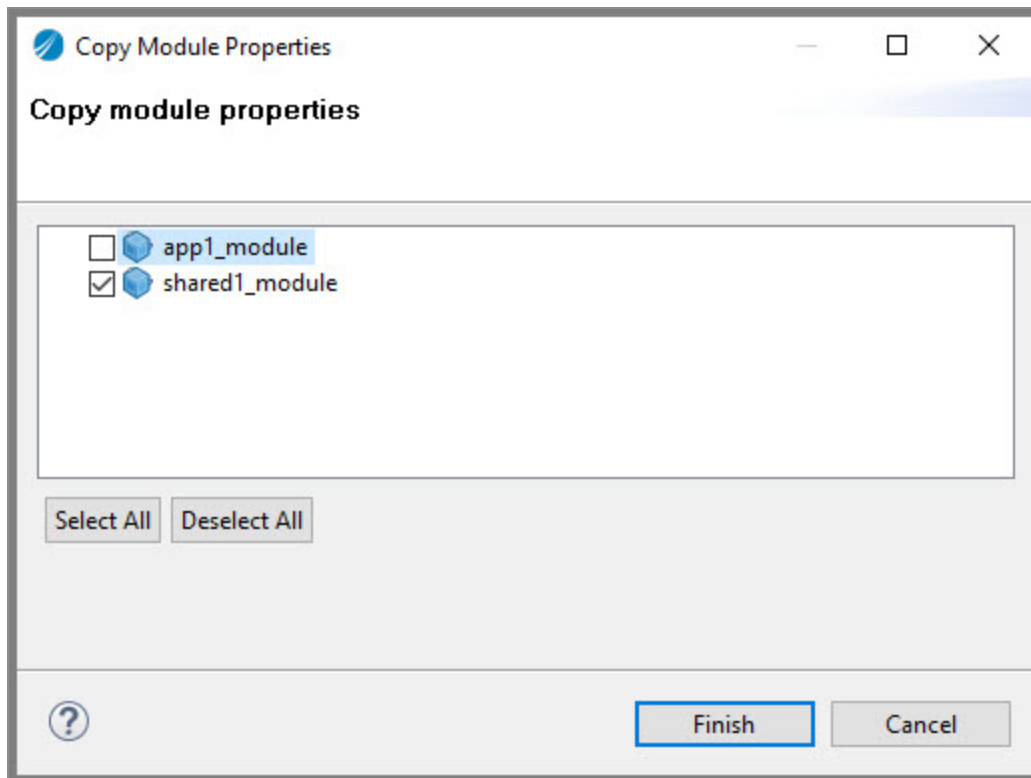 Copy Module Properties
Copy module properties
app1_module
shared1_module
Select All Deselect All
?
Finish Cancel